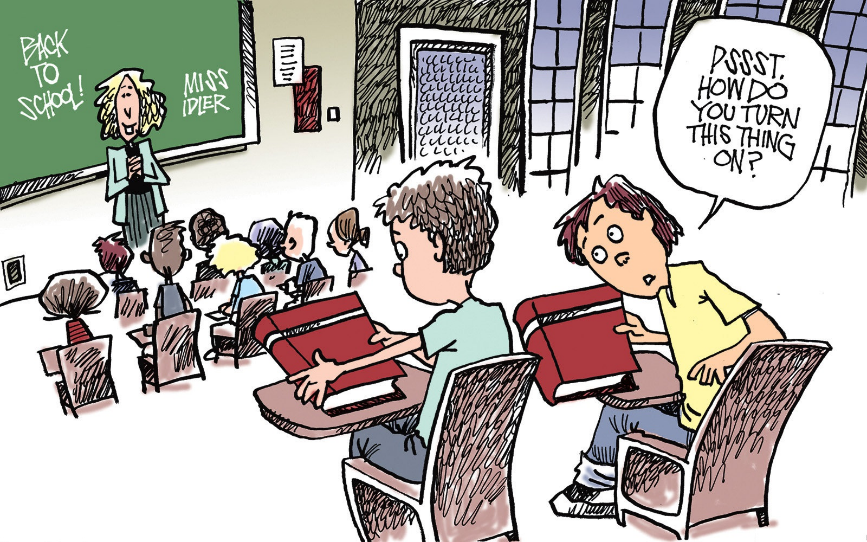 BACK
TO
SCHOOL!
MISS
IDLER
PSSST.
HOW DO
YOU TURN
THIS THING
ON?